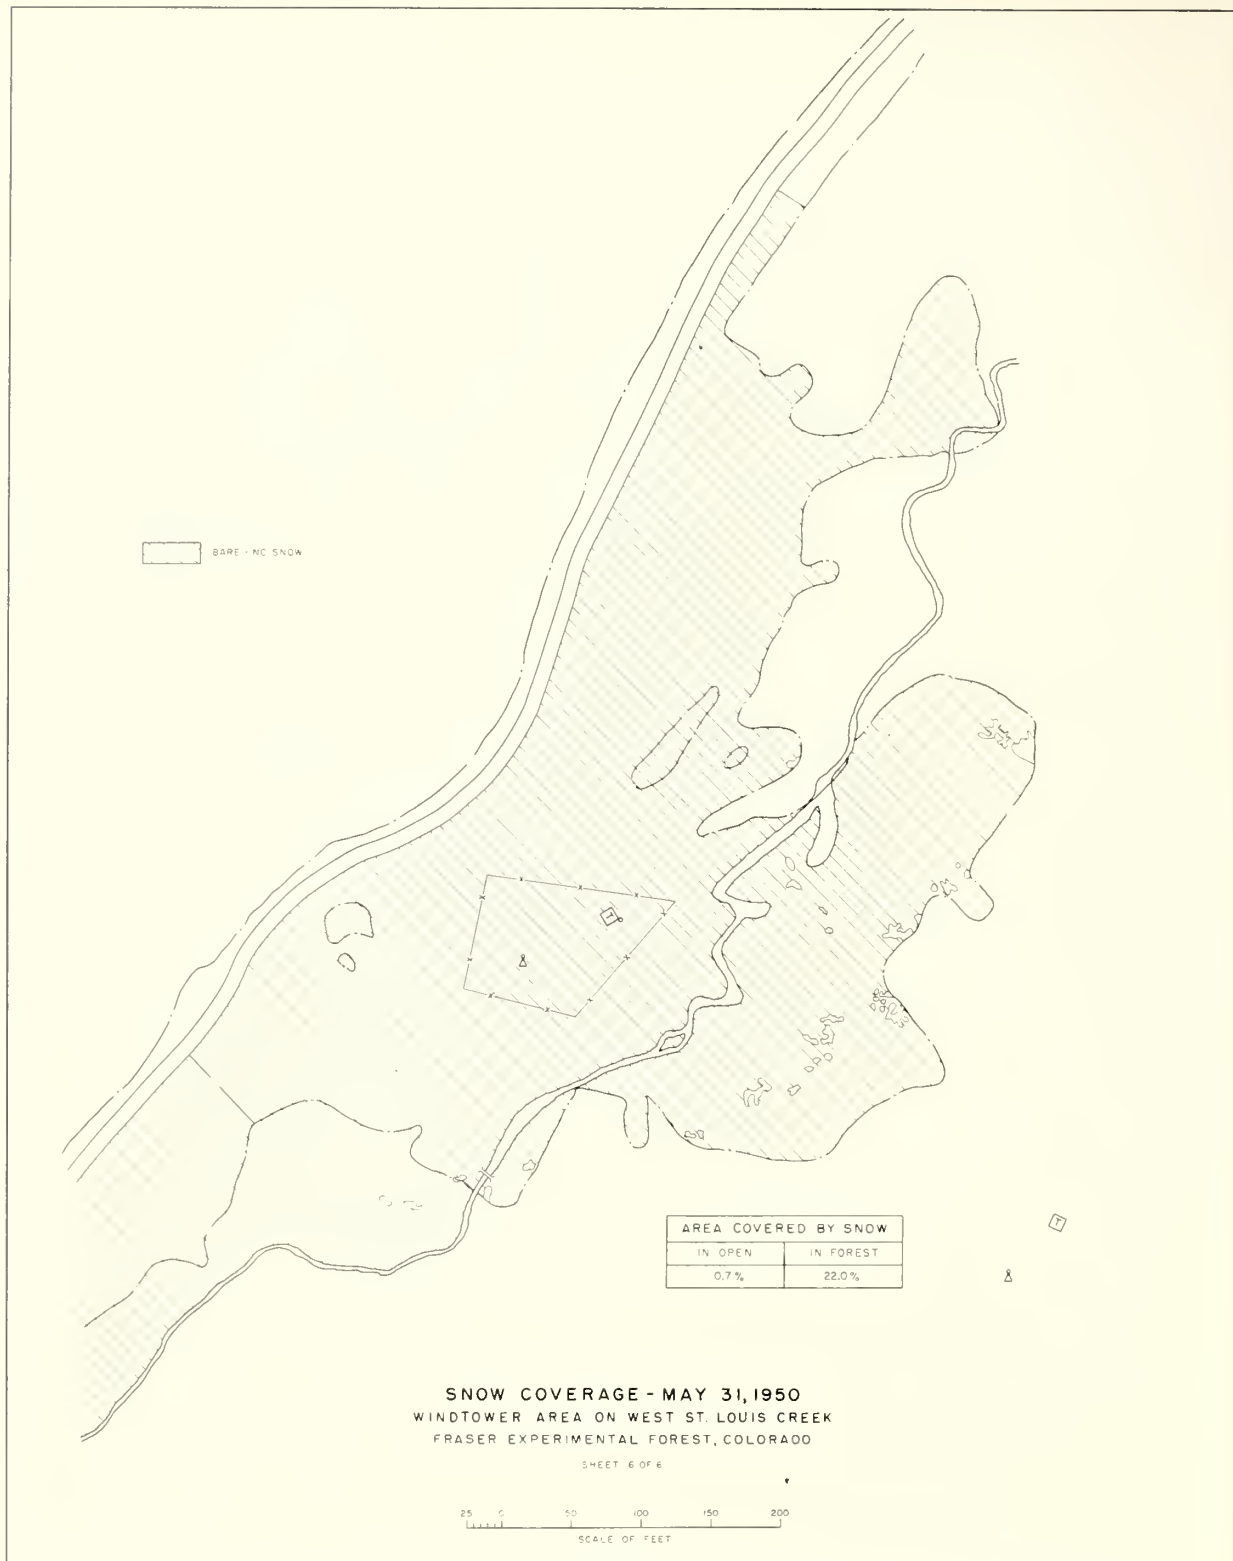 BARE - NC SNOW
T
AREA COVERED BY SNOW
IN OPEN IN FOREST
0.7% 22.0%
T
SNOW COVERAGE - MAY 31, 1950
WINDTOWER AREA ON WEST ST. LOUIS CREEK
FRASER EXPERIMENTAL FOREST, COLORADO
SHEET 6 OF 6
25 0 50 100 150 200
SCALE OF FEET